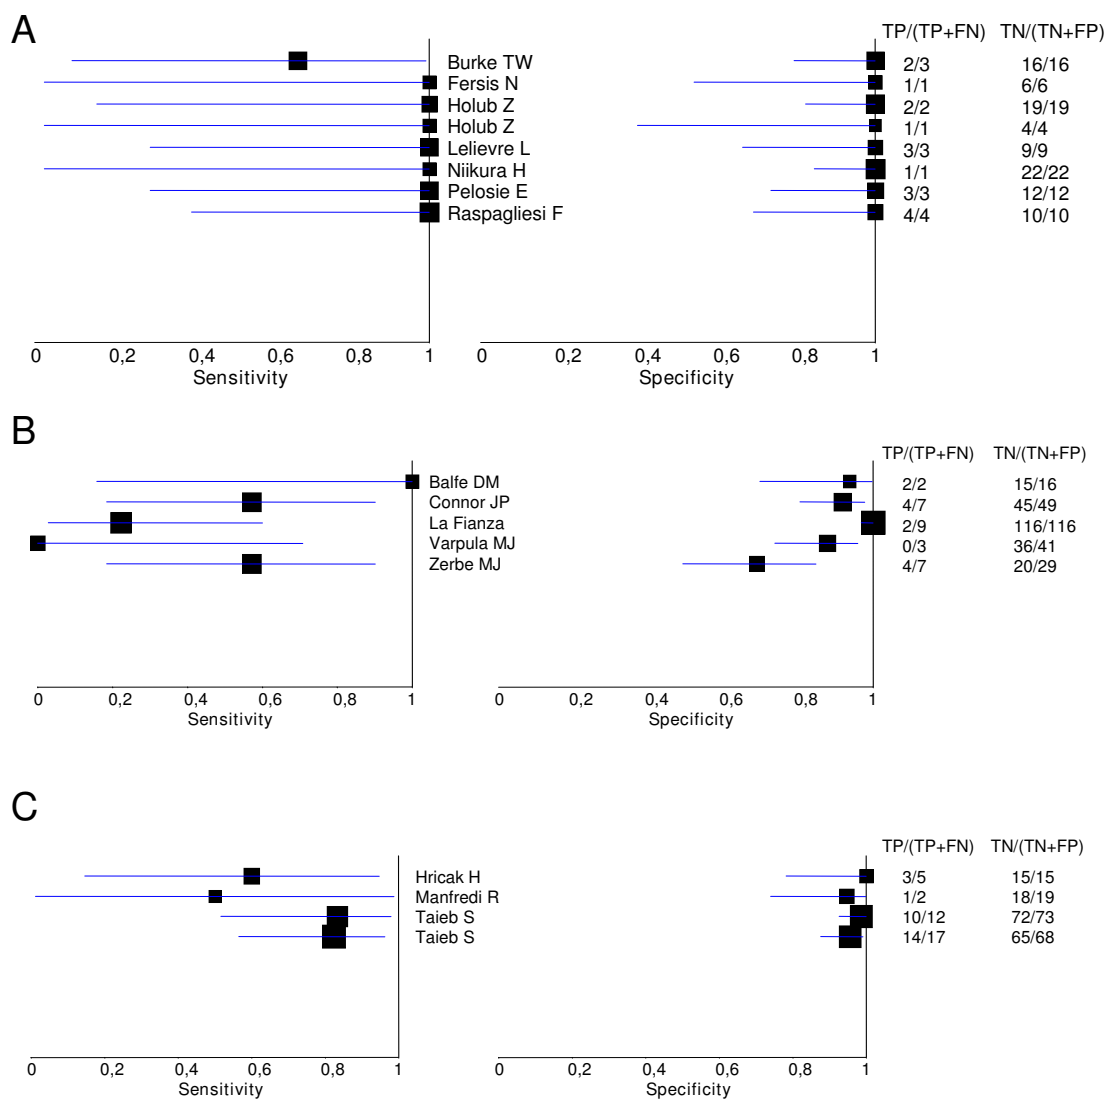 A
TP/(TP+FN) TN/(TN+FP)
Burke TW 2/3 16/16
Fersis N 1/1 6/6
Holub Z 2/2 19/19
Holub Z 1/1 4/4
Lelievre L 3/3 9/9
Niikura H 1/1 22/22
Pelosie E 3/3 12/12
Raspagliesi F 4/4 10/10
0 0,2 0,4 0,6 0,8 1 0 0,2 0,4 0,6 0,8 1
Sensitivity Specificity
B
TP/(TP+FN) TN/(TN+FP)
Balfe DM 2/2 15/16
Connor JP 4/7 45/49
La Fianza 2/9 116/116
Varpula MJ 0/3 36/41
Zerbe MJ 4/7 20/29
0 0,2 0,4 0,6 0,8 1 0 0,2 0,4 0,6 0,8 1
Sensitivity Specificity
C
TP/(TP+FN) TN/(TN+FP)
Hricak H 3/5 15/15
Manfredi R 1/2 18/19
Taieb S 10/12 72/73
Taieb S 14/17 65/68
0 0,2 0,4 0,6 0,8 1 0 0,2 0,4 0,6 0,8 1
Sensitivity Specificity